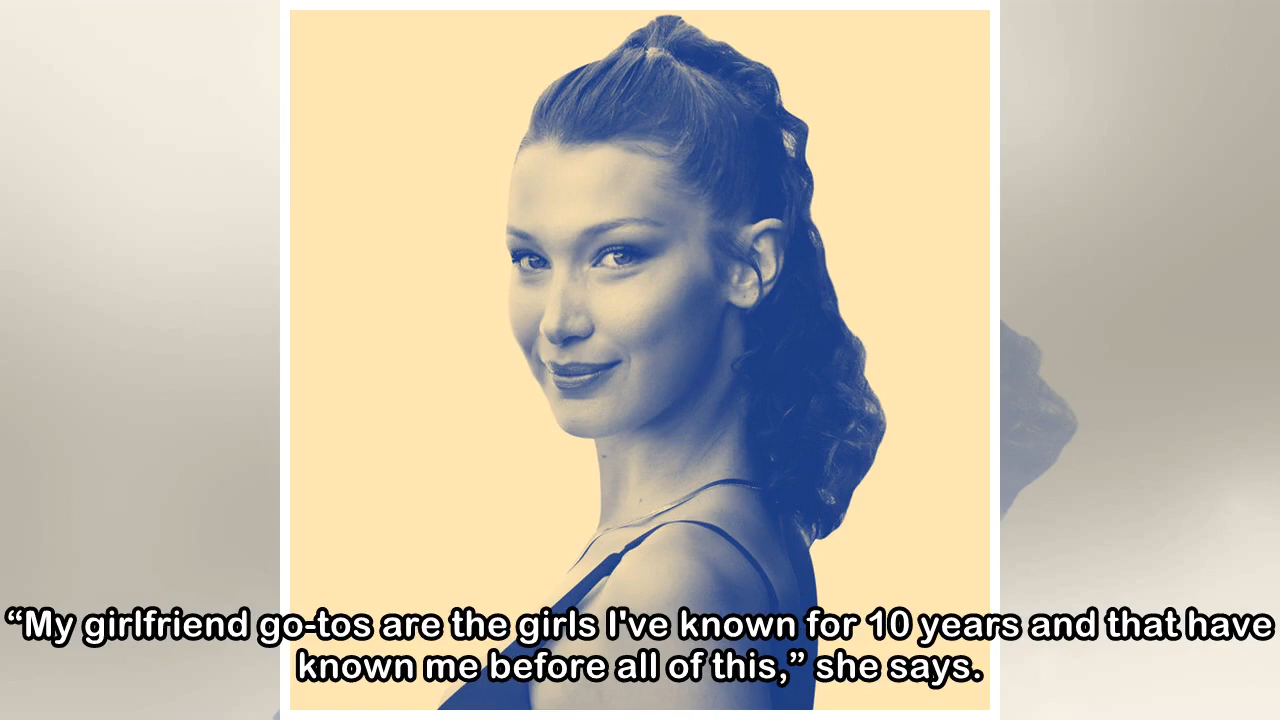 “My girlfriend go-tos are the girls I've known for 10 years and that have
known me before all of this,” she says.